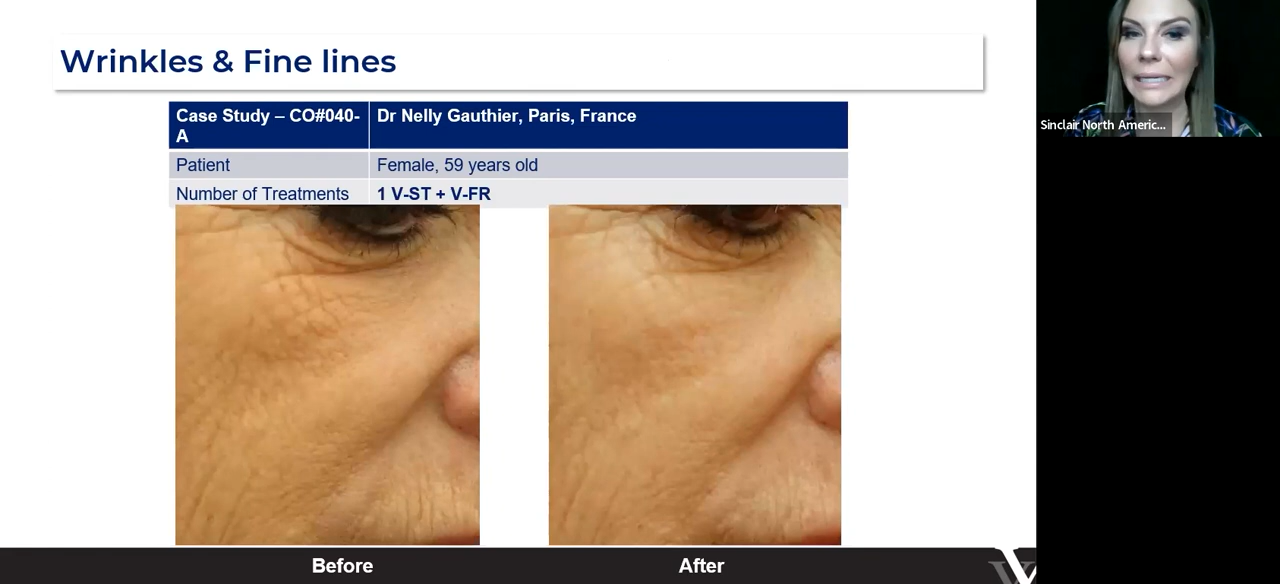 Wrinkles & Fine lines
Case Study – CO#040-
A
Dr Nelly Gauthier, Paris, France
Patient
Female, 59 years old
Number of Treatments
1 V-ST + V-FR
Before
After
Sinclair North Americ...